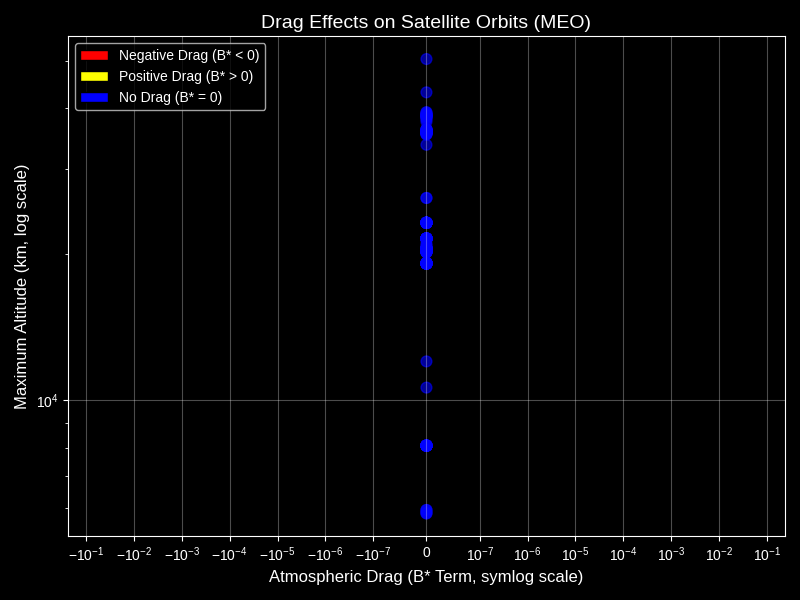 Drag Effects on Satellite Orbits (MEO)
Negative Drag (B* < 0)
Positive Drag (B* > 0)
No Drag (B* = 0)
Maximum Altitude (km, log scale)
10⁴
−10⁻¹ −10⁻² −10⁻³ −10⁻⁴ −10⁻⁵ −10⁻⁶ −10⁻⁷ 0 10⁻⁷ 10⁻⁶ 10⁻⁵ 10⁻⁴ 10⁻³ 10⁻² 10⁻¹
Atmospheric Drag (B* Term, symlog scale)